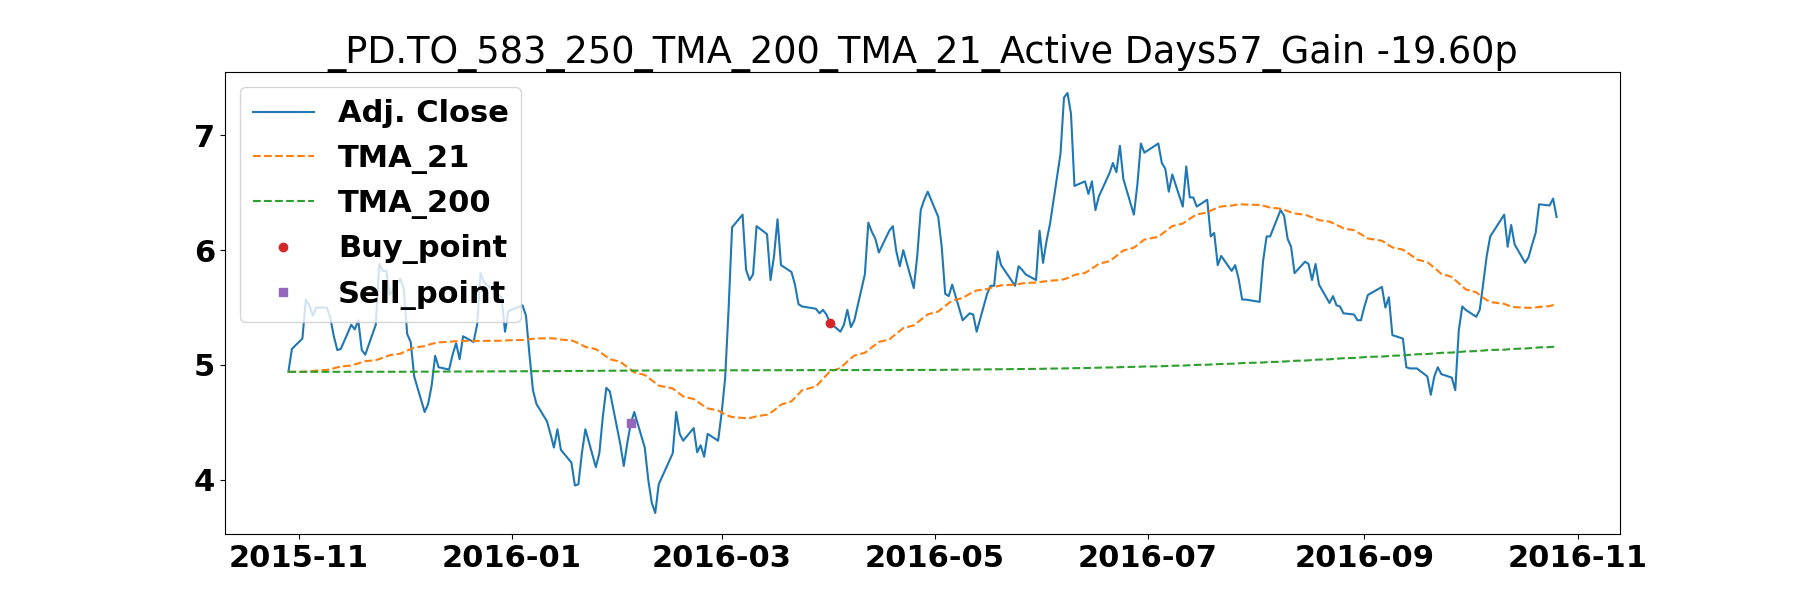 _PD.TO_583_250_TMA_200_TMA_21_Active Days57_Gain -19.60p
Adj. Close
TMA_21
TMA_200
Buy_point
Sell_point
7
6
5
4
2015-11 2016-01 2016-03 2016-05 2016-07 2016-09 2016-11